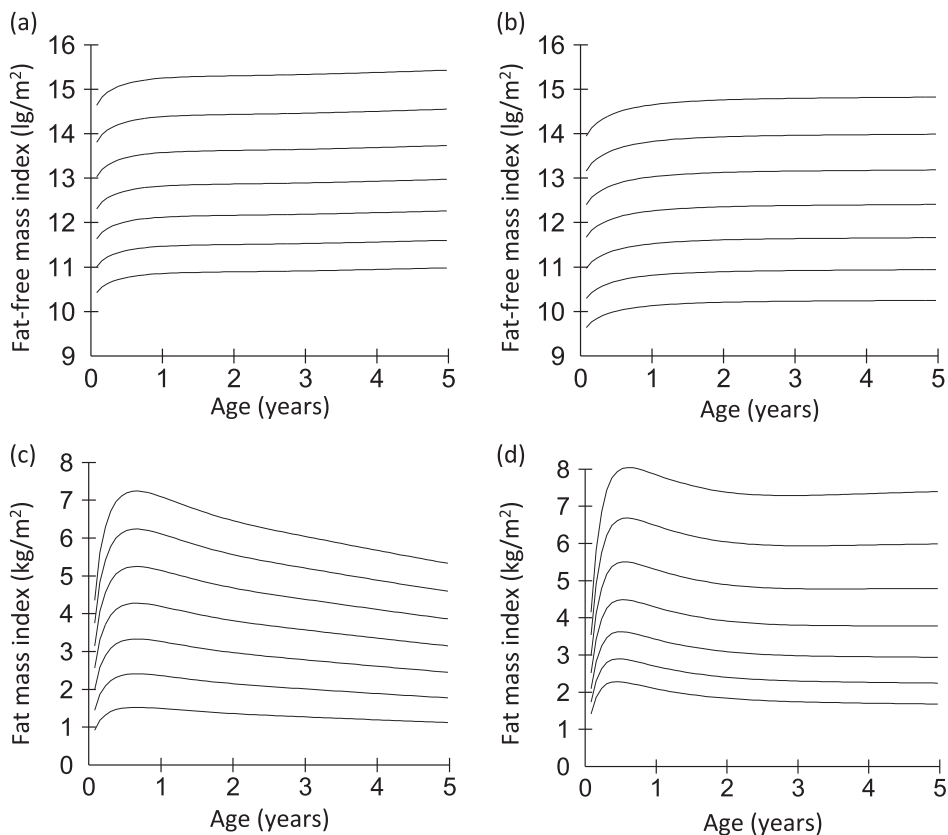 (a)
Fat-free mass index (lg/m²)
16
15
14
13
12
11
10
9
0 1 2 3 4 5
Age (years)
(b)
Fat-free mass index (lg/m²)
16
15
14
13
12
11
10
9
0 1 2 3 4 5
Age (years)
(c)
Fat mass index (kg/m²)
8
7
6
5
4
3
2
1
0
0 1 2 3 4 5
Age (years)
(d)
Fat mass index (kg/m²)
8
7
6
5
4
3
2
1
0
0 1 2 3 4 5
Age (years)